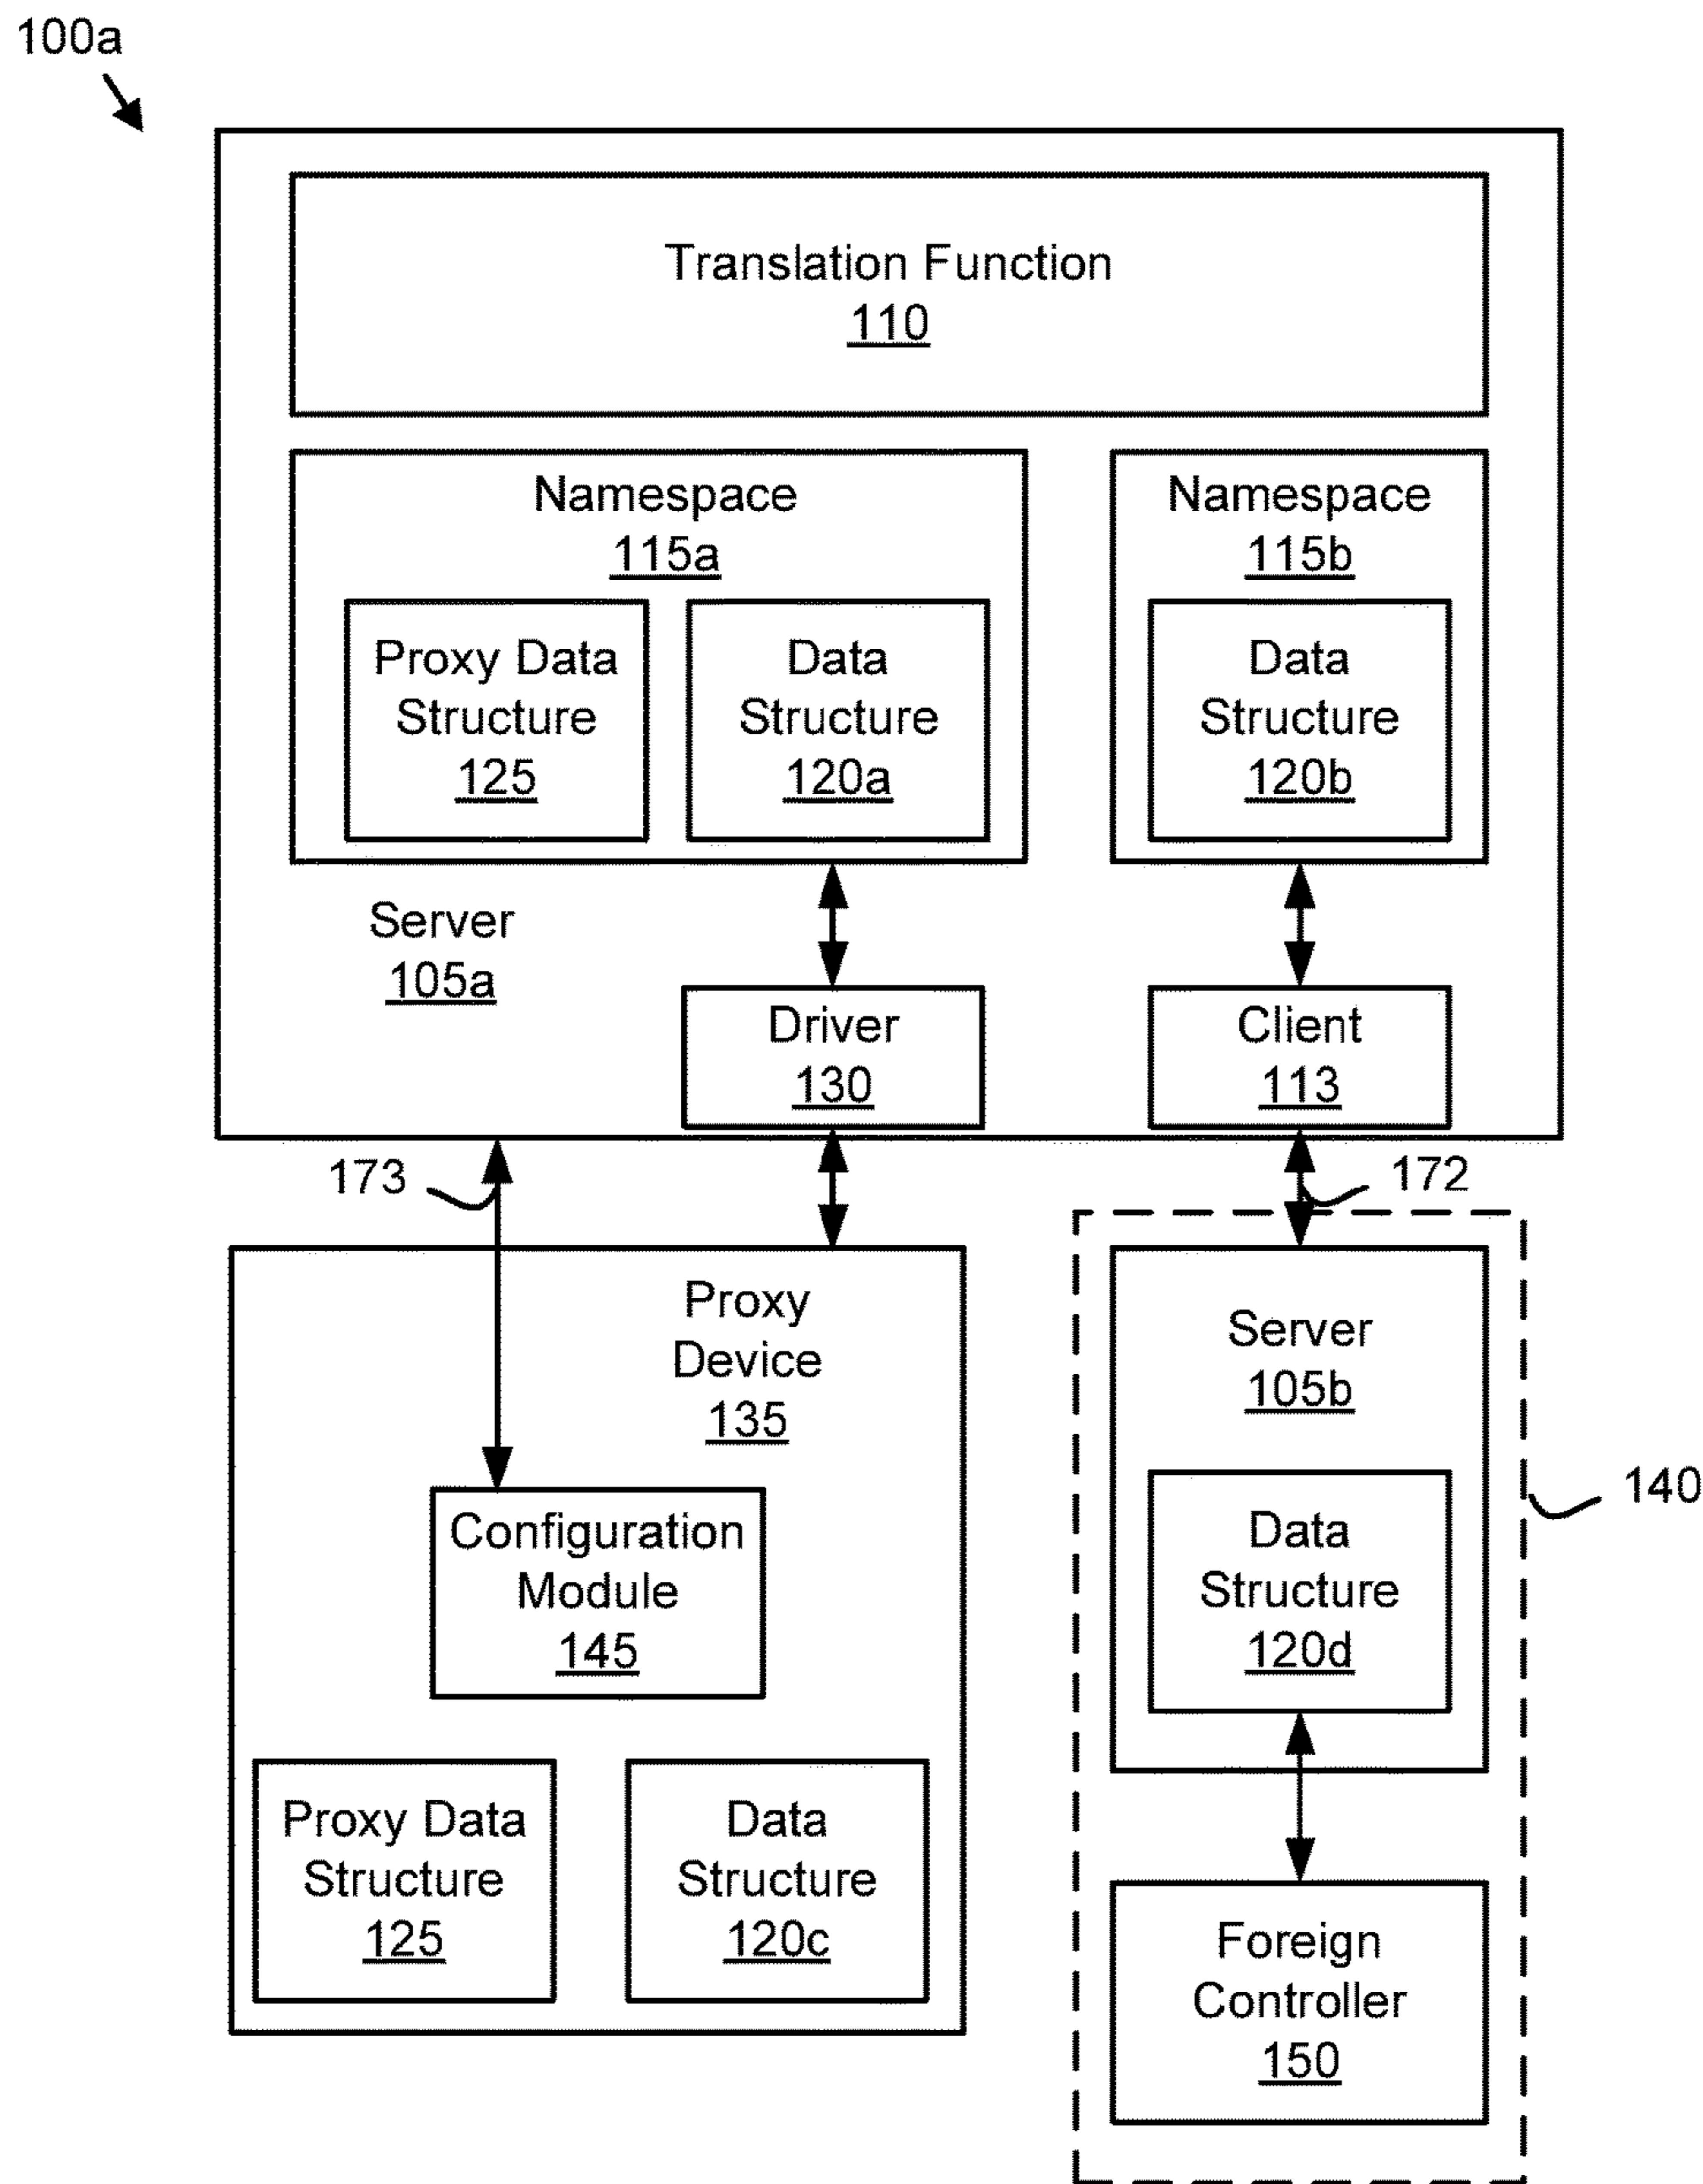 100a
Translation Function
110
Namespace
115a
Proxy Data
Structure
125
Data
Structure
120a
Namespace
115b
Data
Structure
120b
Server
105a
Driver
130
Client
113
173
172
Proxy
Device
135
Configuration
Module
145
Proxy Data
Structure
125
Data
Structure
120c
Server
105b
Data
Structure
120d
140
Foreign
Controller
150